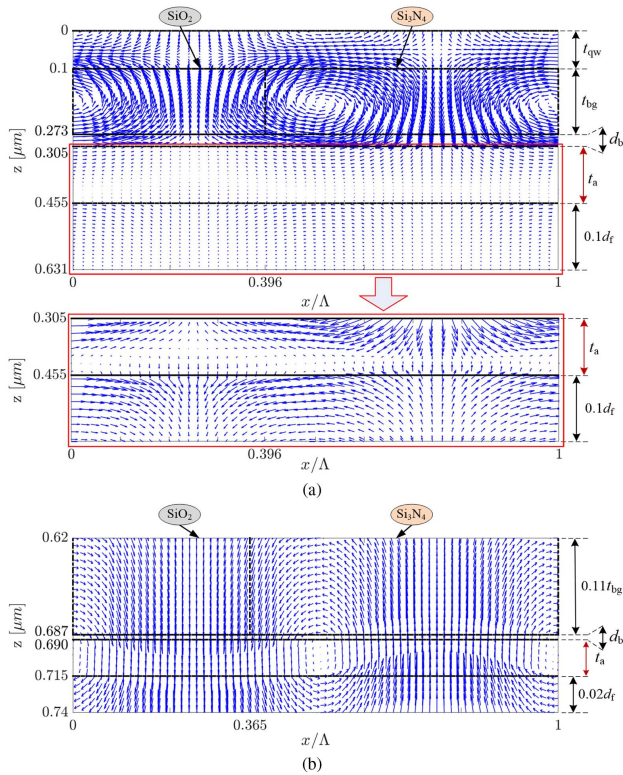 SiO2 Si3N4
0
tqw
0.1
tbg
z [μm]
0.273
db
0.305
ta
0.455
0.1df
0.631
0 0.396 1
x/Λ
0.305
ta
z [μm]
0.455
0.1df
0 0.396 1
x/Λ
(a)
SiO2 Si3N4
0.62
0.11tbg
z [μm]
0.687
db
0.690
ta
0.715
0.02df
0.74
0 0.365 1
x/Λ
(b)